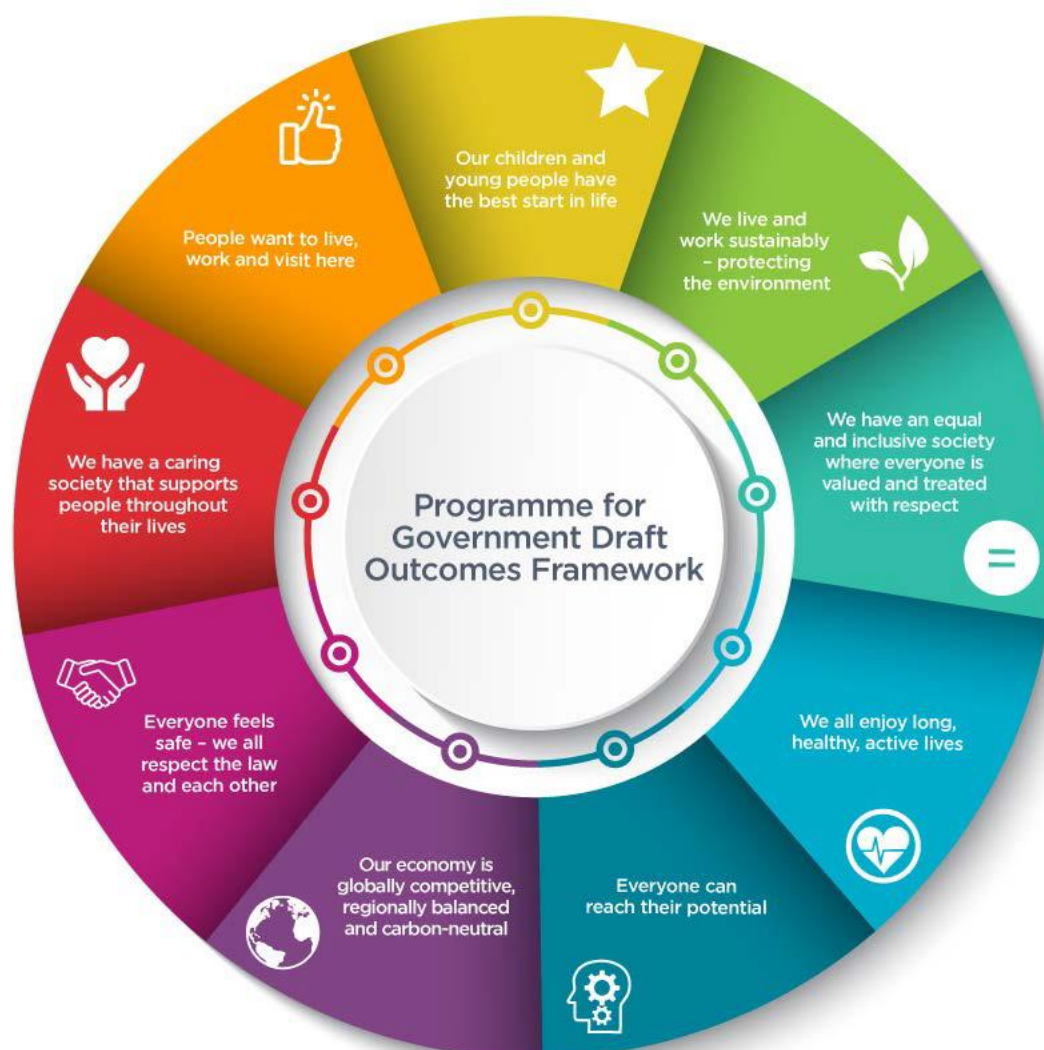 Our children and
young people have
the best start in life
We live and
work sustainably
– protecting
the environment
We have an equal
and inclusive society
where everyone is
valued and treated
with respect
=
We all enjoy long,
healthy, active lives
Everyone can
reach their potential
Our economy is
globally competitive,
regionally balanced
and carbon-neutral
Everyone feels
safe – we all
respect the law
and each other
We have a caring
society that supports
people throughout
their lives
People want to live,
work and visit here
Programme for
Government Draft
Outcomes Framework